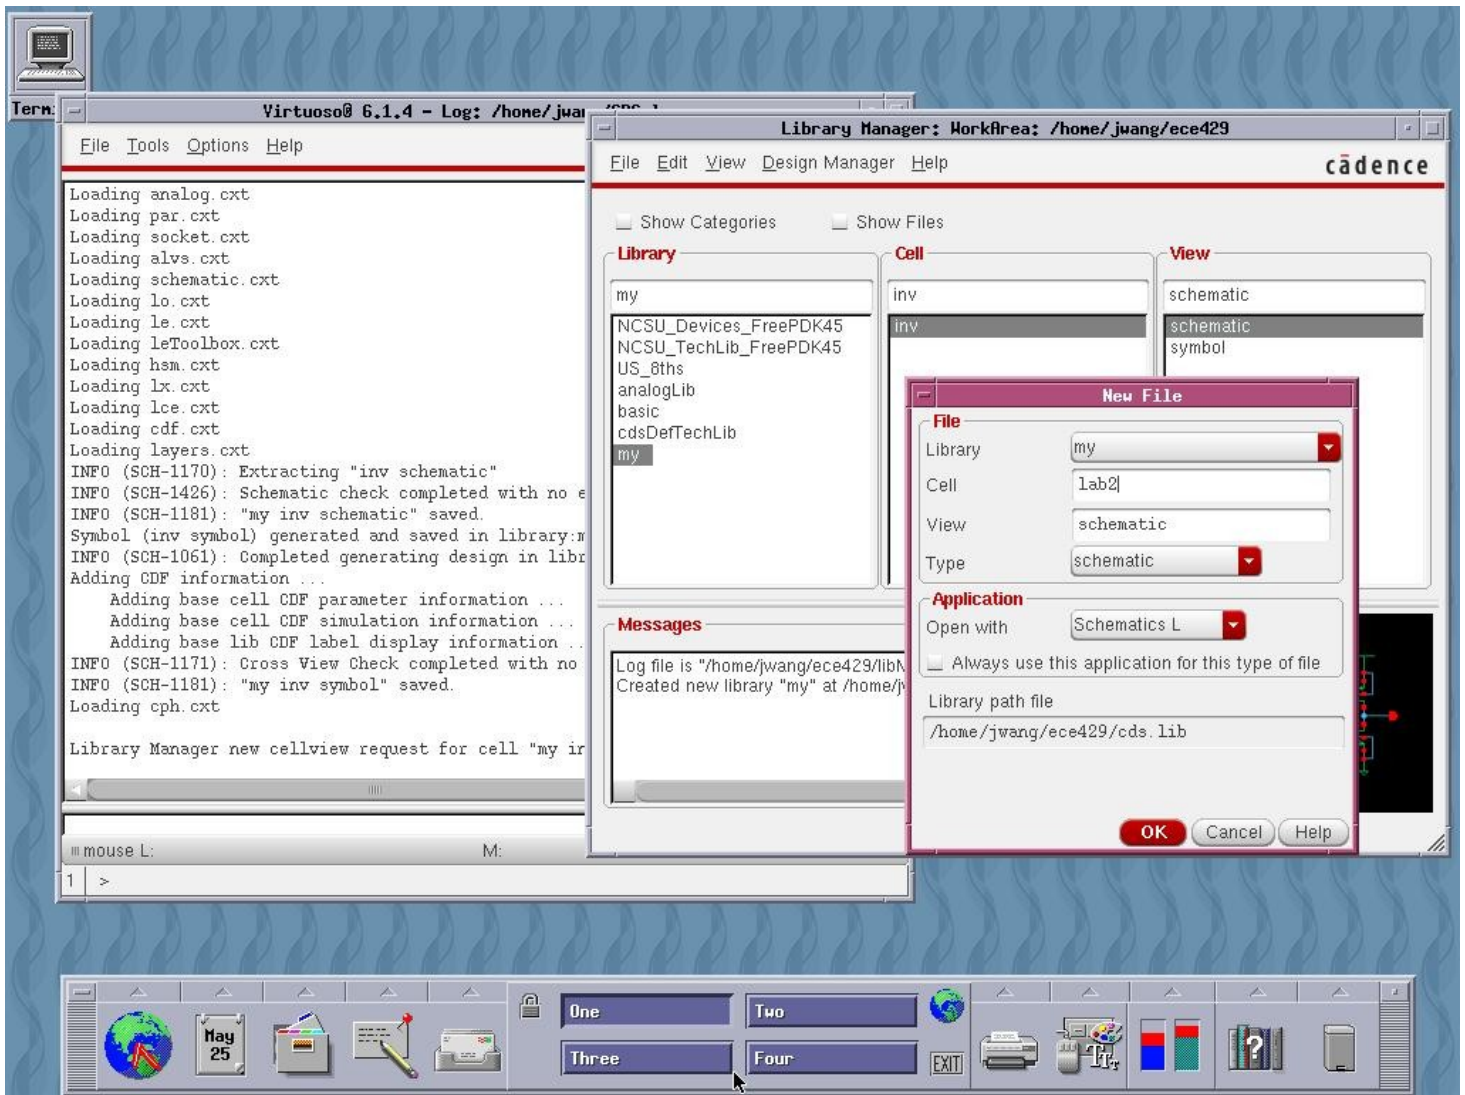 Term
Virtuoso® 6.1.4 - Log: /home/jwan
File Tools Options Help
Loading analog.cxt
Loading par.cxt
Loading socket.cxt
Loading alvs.cxt
Loading schematic.cxt
Loading lo.cxt
Loading le.cxt
Loading leToolbox.cxt
Loading hsm.cxt
Loading lx.cxt
Loading lce.cxt
Loading cdf.cxt
Loading layers.cxt
INFO (SCH-1170): Extracting "inv schematic"
INFO (SCH-1426): Schematic check completed with no e
INFO (SCH-1181): "my inv schematic" saved.
Symbol (inv symbol) generated and saved in library:m
INFO (SCH-1061): Completed generating design in libr
Adding CDF information ...
Adding base cell CDF parameter information ...
Adding base cell CDF simulation information ...
Adding base lib CDF label display information ..
INFO (SCH-1171): Cross View Check completed with no
INFO (SCH-1181): "my inv symbol" saved.
Loading cph.cxt
Library Manager new cellview request for cell "my in
mouse L: M:
1 >
Library Manager: WorkArea: /home/jwang/ece429
File Edit View Design Manager Help
cādence
Show Categories Show Files
Library Cell View
my inv schematic
NCSU_Devices_FreePDK45
NCSU_TechLib_FreePDK45
US_8ths
analogLib
basic
cdsDefTechLib
my
inv
schematic
symbol
Messages
Log file is "/home/jwang/ece429/libM
Created new library "my" at /home/j
New File
File
Library my
Cell lab2
View schematic
Type schematic
Application
Open with Schematics L
Always use this application for this type of file
Library path file
/home/jwang/ece429/cds.lib
OK Cancel Help
May
25
One Two
Three Four
EXIT
?